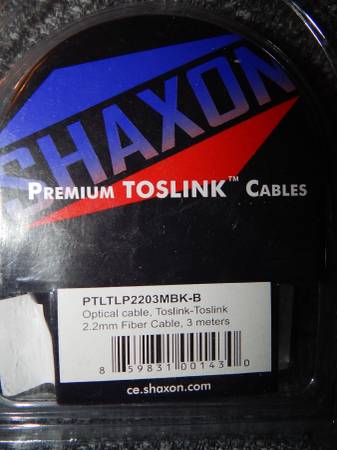 SHAXON
PREMIUM TOSLINK™ CABLES
PTLTLP2203MBK-B
Optical cable, Toslink-Toslink
2.2mm Fiber Cable, 3 meters
8 59831 00143 0
ce.shaxon.com